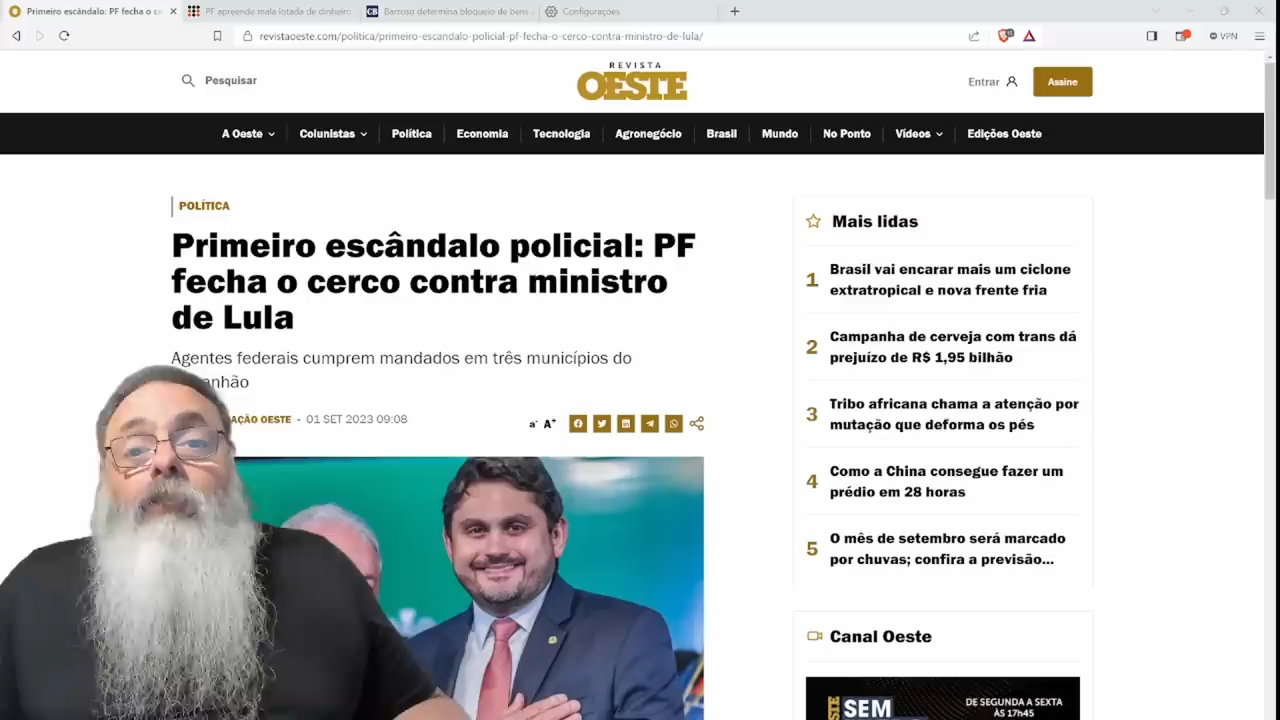 Primeiro escândalo: PF fecha o ce
PF apreende mala lotada de dinheiro
Barroso determina bloqueio de bens
Configurações
revistaoeste.com/politica/primeiro-escandalo-policial-pf-fecha-o-cerco-contra-ministro-de-lula/
VPN
Pesquisar
REVISTA
OESTE
Entrar
Assine
A Oeste
Colunistas
Política
Economia
Tecnologia
Agronegócio
Brasil
Mundo
No Ponto
Vídeos
Edições Oeste
POLÍTICA
Primeiro escândalo policial: PF
fecha o cerco contra ministro
de Lula
Agentes federais cumprem mandados em três municípios do
anhão
AÇÃO OESTE - 01 SET 2023 09:08
a- A+
Mais lidas
1 Brasil vai encarar mais um ciclone
extratropical e nova frente fria
2 Campanha de cerveja com trans dá
prejuízo de R$ 1,95 bilhão
3 Tribo africana chama a atenção por
mutação que deforma os pés
4 Como a China consegue fazer um
prédio em 28 horas
5 O mês de setembro será marcado
por chuvas; confira a previsão...
Canal Oeste
OESTE
SEM
DE SEGUNDA A SEXTA
ÀS 17h45